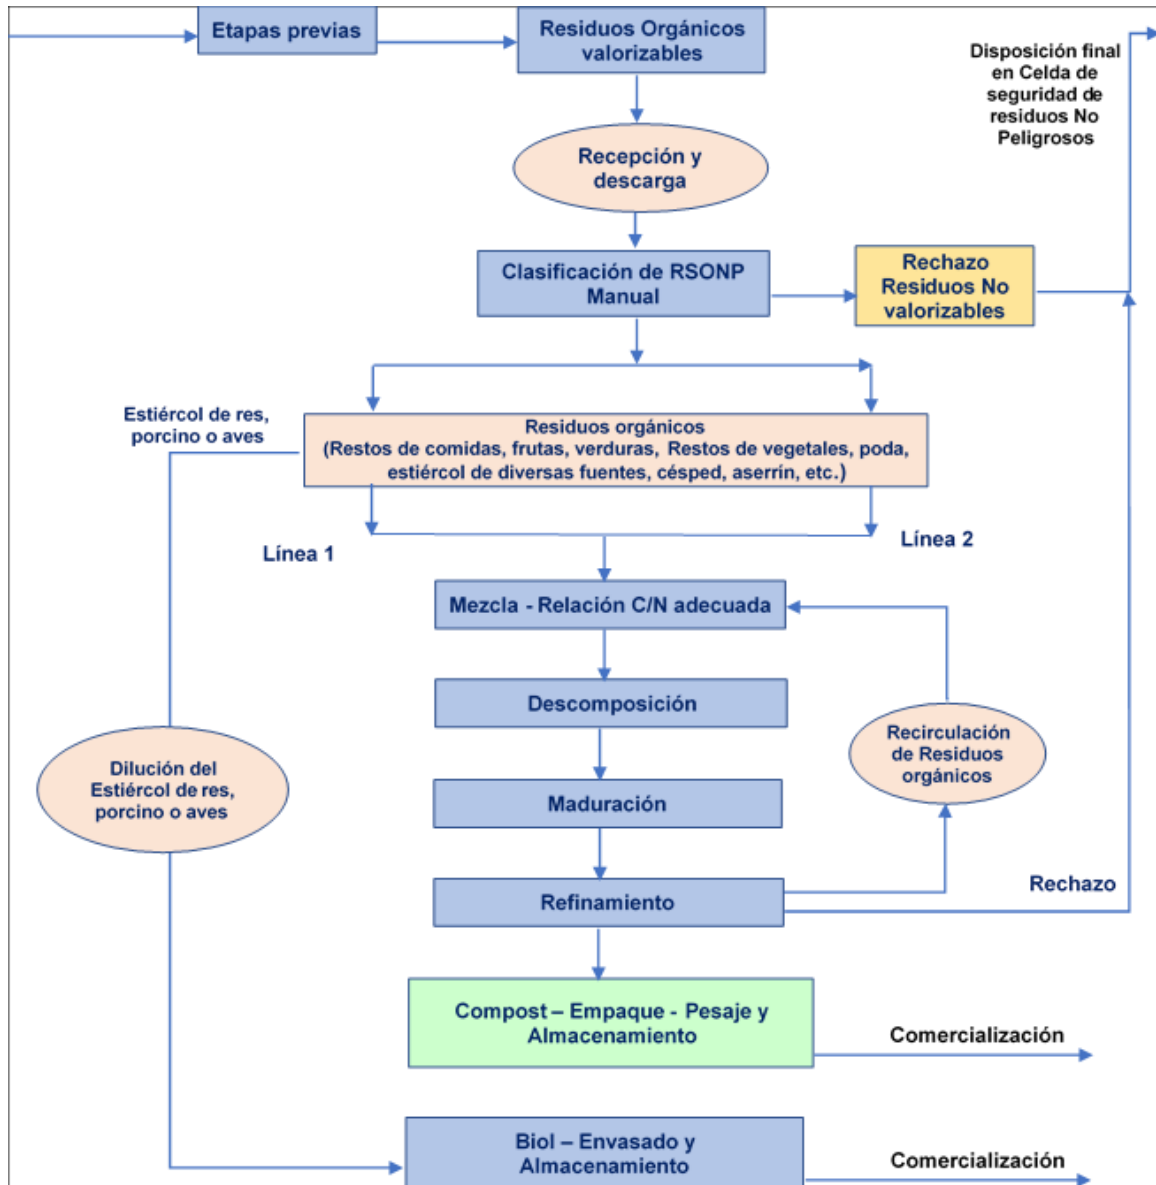 Etapas previas
Residuos Orgánicos
valorizables
Disposición final
en Celda de
seguridad de
residuos No
Peligrosos
Recepción y
descarga
Clasificación de RSONP
Manual
Rechazo
Residuos No
valorizables
Estiércol de res,
porcino o aves
Residuos orgánicos
(Restos de comidas, frutas, verduras, Restos de vegetales, poda,
estiércol de diversas fuentes, césped, aserrín, etc.)
Línea 1
Línea 2
Mezcla - Relación C/N adecuada
Descomposición
Recirculación
de Residuos
orgánicos
Dilución del
Estiércol de res,
porcino o aves
Maduración
Refinamiento
Rechazo
Compost – Empaque - Pesaje y
Almacenamiento
Comercialización
Biol – Envasado y
Almacenamiento
Comercialización